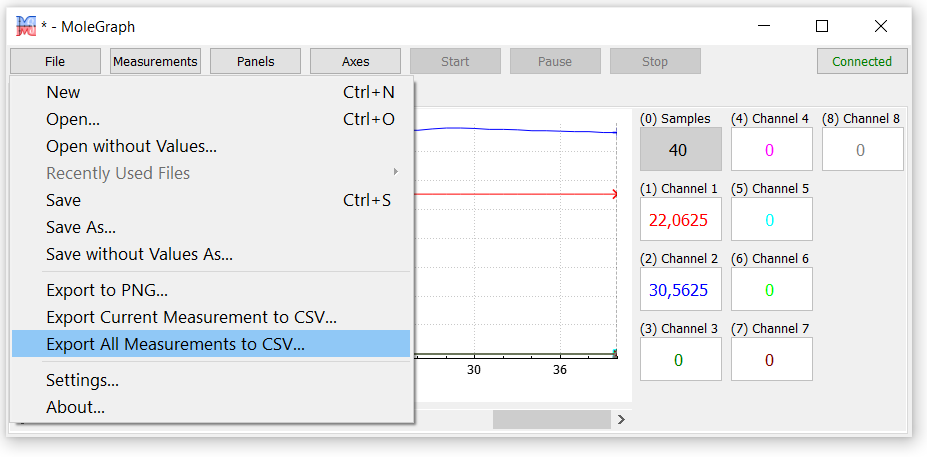 * - MoleGraph
File Measurements Panels Axes Start Pause Stop Connected
New Ctrl+N
Open... Ctrl+O
Open without Values...
Recently Used Files
Save Ctrl+S
Save As...
Save without Values As...
Export to PNG...
Export Current Measurement to CSV...
Export All Measurements to CSV...
Settings...
About...
30 36
(0) Samples (4) Channel 4 (8) Channel 8
40 0 0
(1) Channel 1 (5) Channel 5
22,0625 0
(2) Channel 2 (6) Channel 6
30,5625 0
(3) Channel 3 (7) Channel 7
0 0